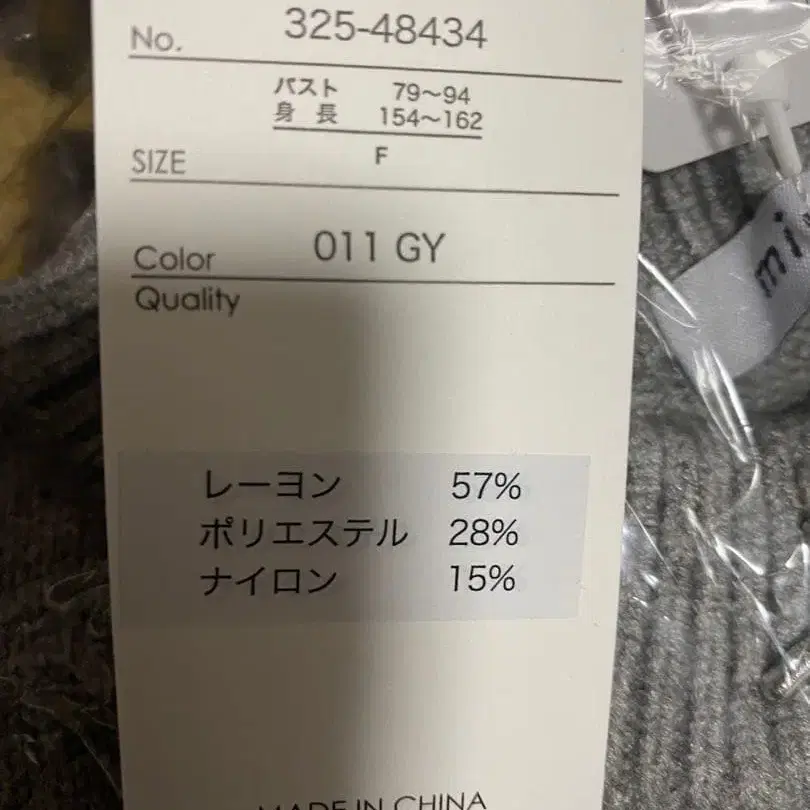 No. 325-48434
バスト 79〜94
身長 154〜162
SIZE F
Color 011 GY
Quality
レーヨン 57%
ポリエステル 28%
ナイロン 15%
MADE IN CHINA
mi